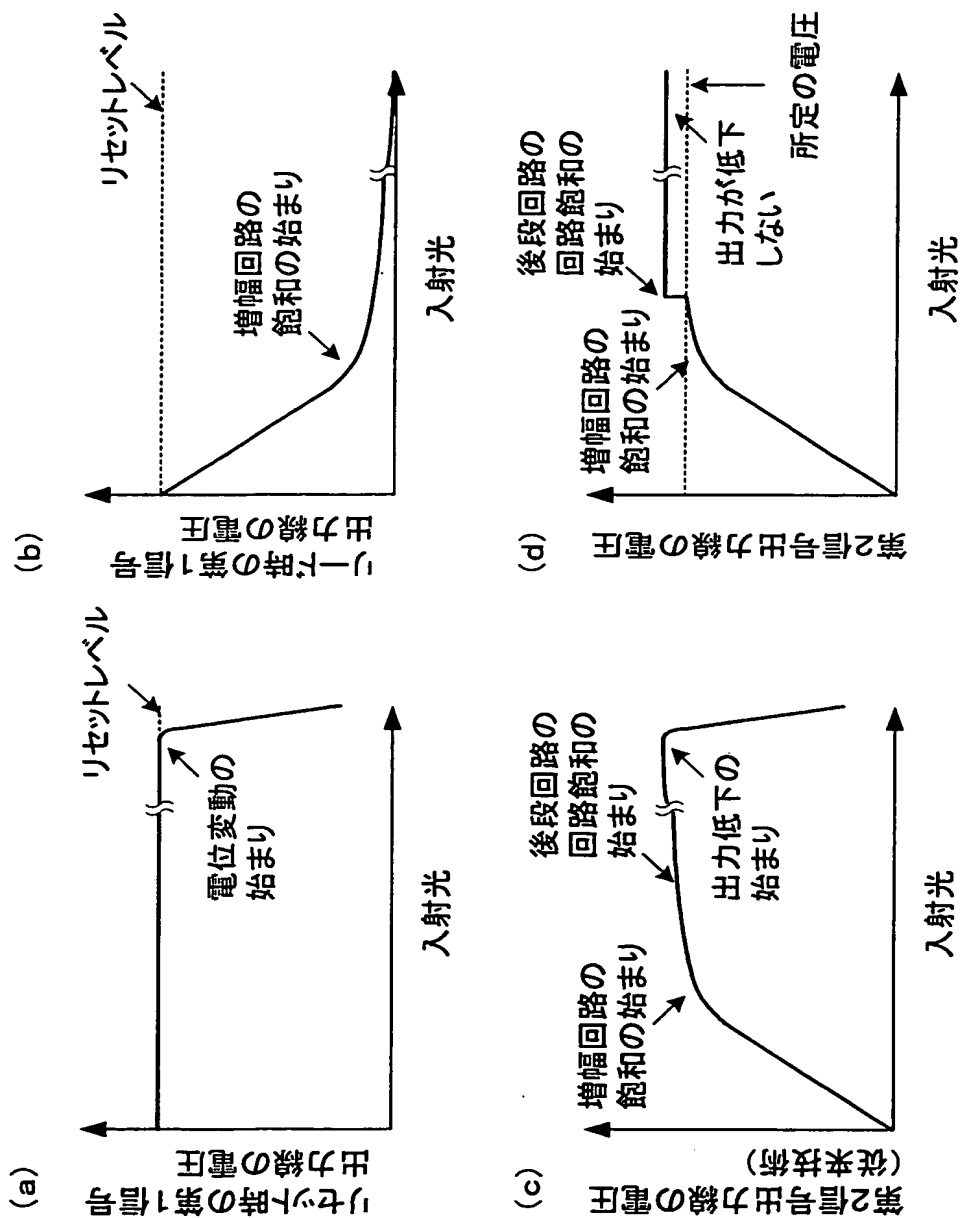 (a)
リセット時の第1信号
出力線の電圧
リセットレベル
電位変動の
始まり
入射光
(b)
リード時の第1信号
出力線の電圧
リセットレベル
増幅回路の
飽和の始まり
入射光
(c)
第2信号出力線の電圧
(従来技術)
増幅回路の
飽和の始まり
後段回路の
回路飽和の
始まり
出力低下の
始まり
入射光
(d)
第2信号出力線の電圧
増幅回路の
飽和の始まり
後段回路の
回路飽和の
始まり
出力が低下
しない
所定の電圧
入射光